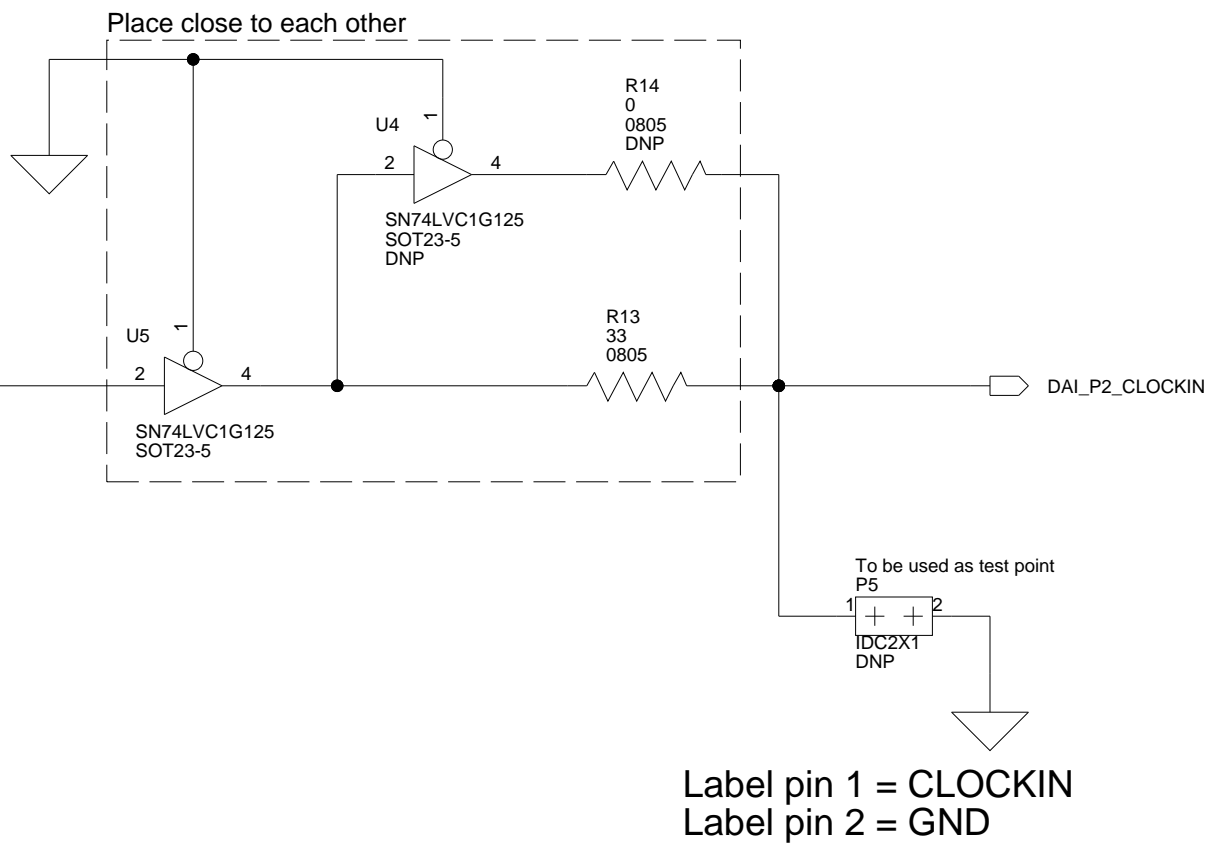 Place close to each other
R14
0
0805
DNP
U4
1
2
4
SN74LVC1G125
SOT23-5
DNP
R13
33
0805
U5
1
2
4
SN74LVC1G125
SOT23-5
DAI_P2_CLOCKIN
To be used as test point
P5
1
2
IDC2X1
DNP
Label pin 1 = CLOCKIN
Label pin 2 = GND